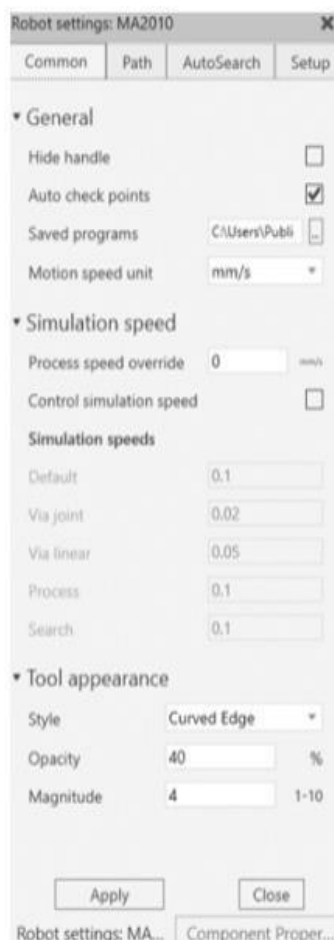 Robot settings: MA2010
Common Path AutoSearch Setup
General
Hide handle
Auto check points
Saved programs C:\Users\Publi ..
Motion speed unit mm/s
Simulation speed
Process speed override 0 mm/s
Control simulation speed
Simulation speeds
Default 0.1
Via joint 0.02
Via linear 0.05
Process 0.1
Search 0.1
Tool appearance
Style Curved Edge
Opacity 40 %
Magnitude 4 1-10
Apply Close
Robot settings: MA... Component Proper...